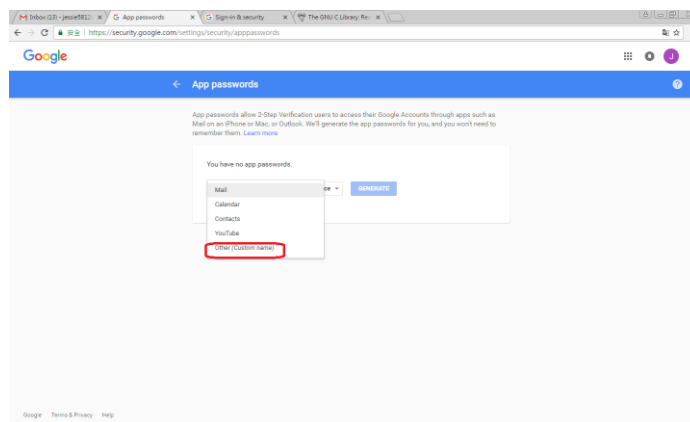 Inbox (13) - jessie5812
App passwords
Sign-in & security
The GNU C Library: Re
安全 | https://security.google.com/settings/security/apppasswords
Google
J
App passwords
App passwords allow 2-Step Verification users to access their Google Accounts through apps such as
Mail on an iPhone or Mac, or Outlook. We'll generate the app passwords for you, and you won't need to
remember them. Learn more
You have no app passwords.
Mail
GENERATE
Calendar
Contacts
YouTube
Other (Custom name)
Google Terms & Privacy Help